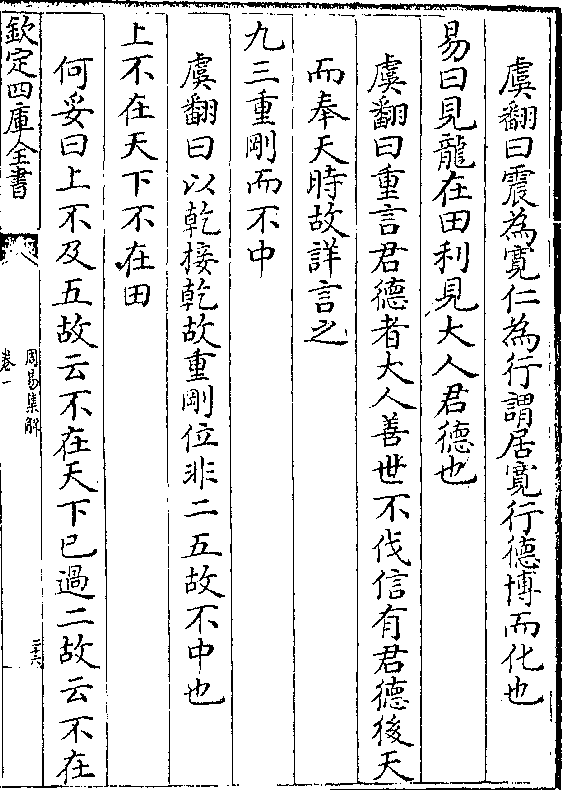 虞翻曰震為寛仁為行謂居寛行德博而化也
易曰見龍在田利見大人君德也
虞翻曰重言君德者大人善世不伐信有君德後天
而奉天時故詳言之
九三重剛而不中
虞翻曰以乾接乾故重剛位非二五故不中也
上不在天下不在田
何妥曰上不及五故云不在天下已過二故云不在
欽定四庫全書
周易集解
卷一
二十六